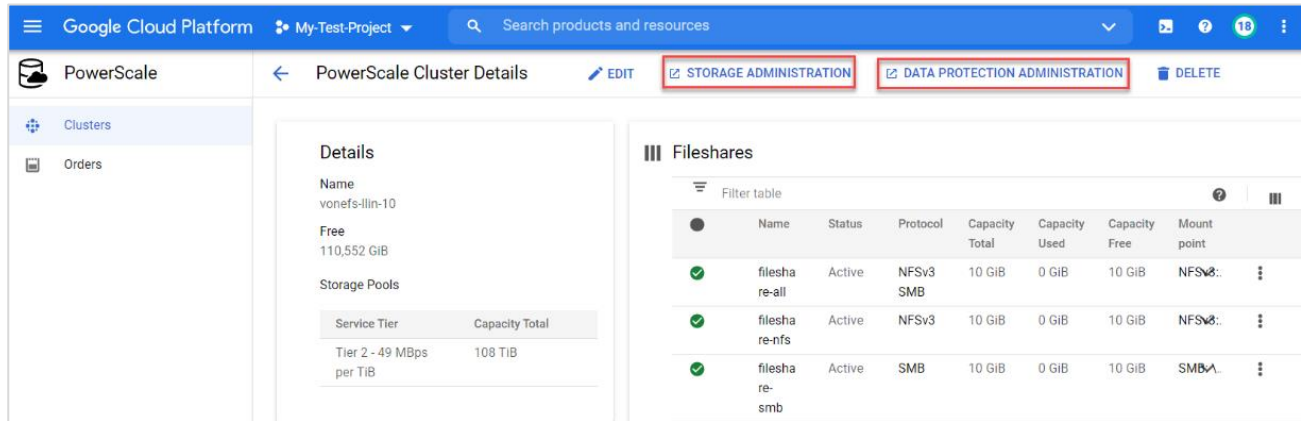 Google Cloud Platform My-Test-Project Search products and resources 18
PowerScale PowerScale Cluster Details EDIT STORAGE ADMINISTRATION DATA PROTECTION ADMINISTRATION DELETE
Clusters
Orders
Details
Name
vonefs-llin-10
Free
110,552 GiB
Storage Pools
Service Tier Capacity Total
Tier 2 - 49 MBps 108 TiB
per TiB
Fileshares
Filter table
Name Status Protocol Capacity Capacity Capacity Mount
Total Used Free point
filesha Active NFSv3 10 GiB 0 GiB 10 GiB
re-all SMB
filesha Active NFSv3 10 GiB 0 GiB 10 GiB
re-nfs
filesha Active SMB 10 GiB 0 GiB 10 GiB
re-
smb